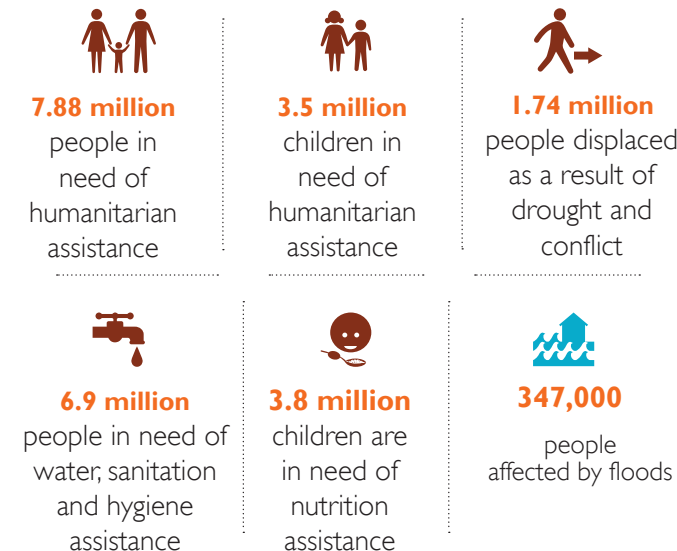 7.88 million
people in
need of
humanitarian
assistance
3.5 million
children in
need of
humanitarian
assistance
1.74 million
people displaced
as a result of
drought and
conflict
6.9 million
people in need of
water, sanitation
and hygiene
assistance
3.8 million
children are
in need of
nutrition
assistance
347,000
people
affected by floods